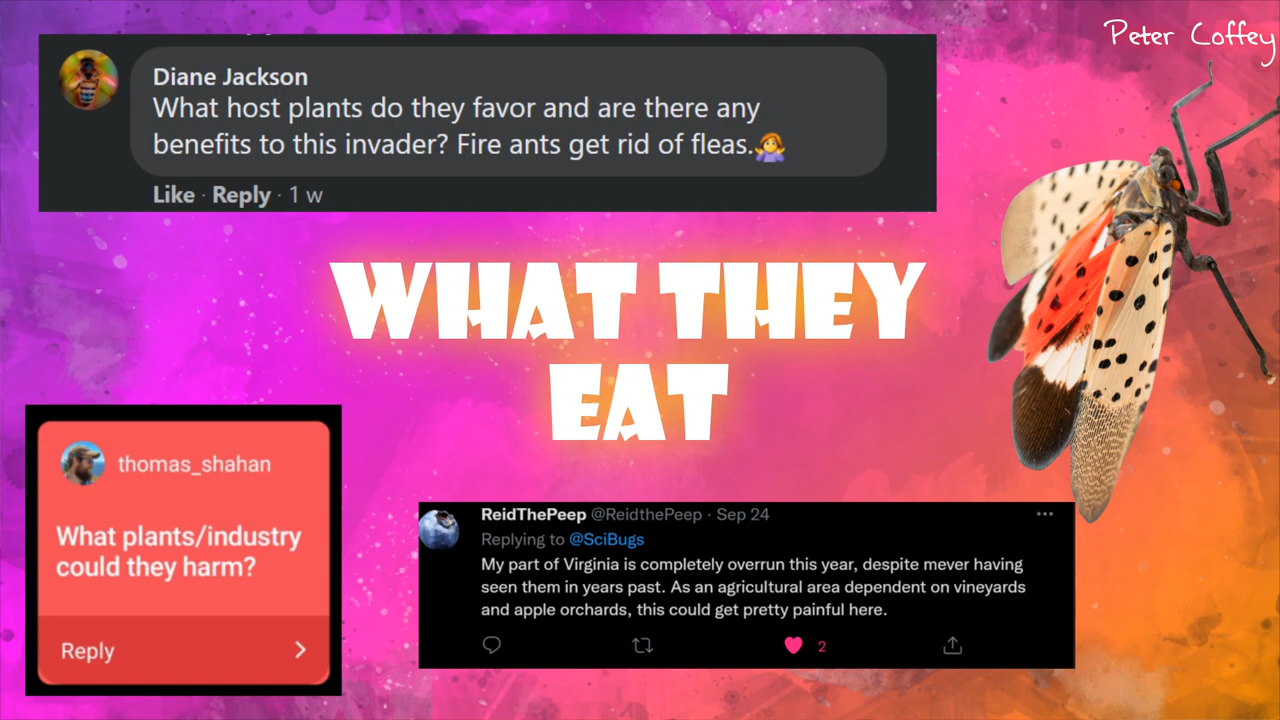 Peter Coffey
Diane Jackson
What host plants do they favor and are there any
benefits to this invader? Fire ants get rid of fleas.🤷‍♀️
Like · Reply · 1 w
WHAT THEY
EAT
thomas_shahan
What plants/industry
could they harm?
Reply
ReidThePeep @ReidthePeep · Sep 24
Replying to @SciBugs
My part of Virginia is completely overrun this year, despite mever having
seen them in years past. As an agricultural area dependent on vineyards
and apple orchards, this could get pretty painful here.
2